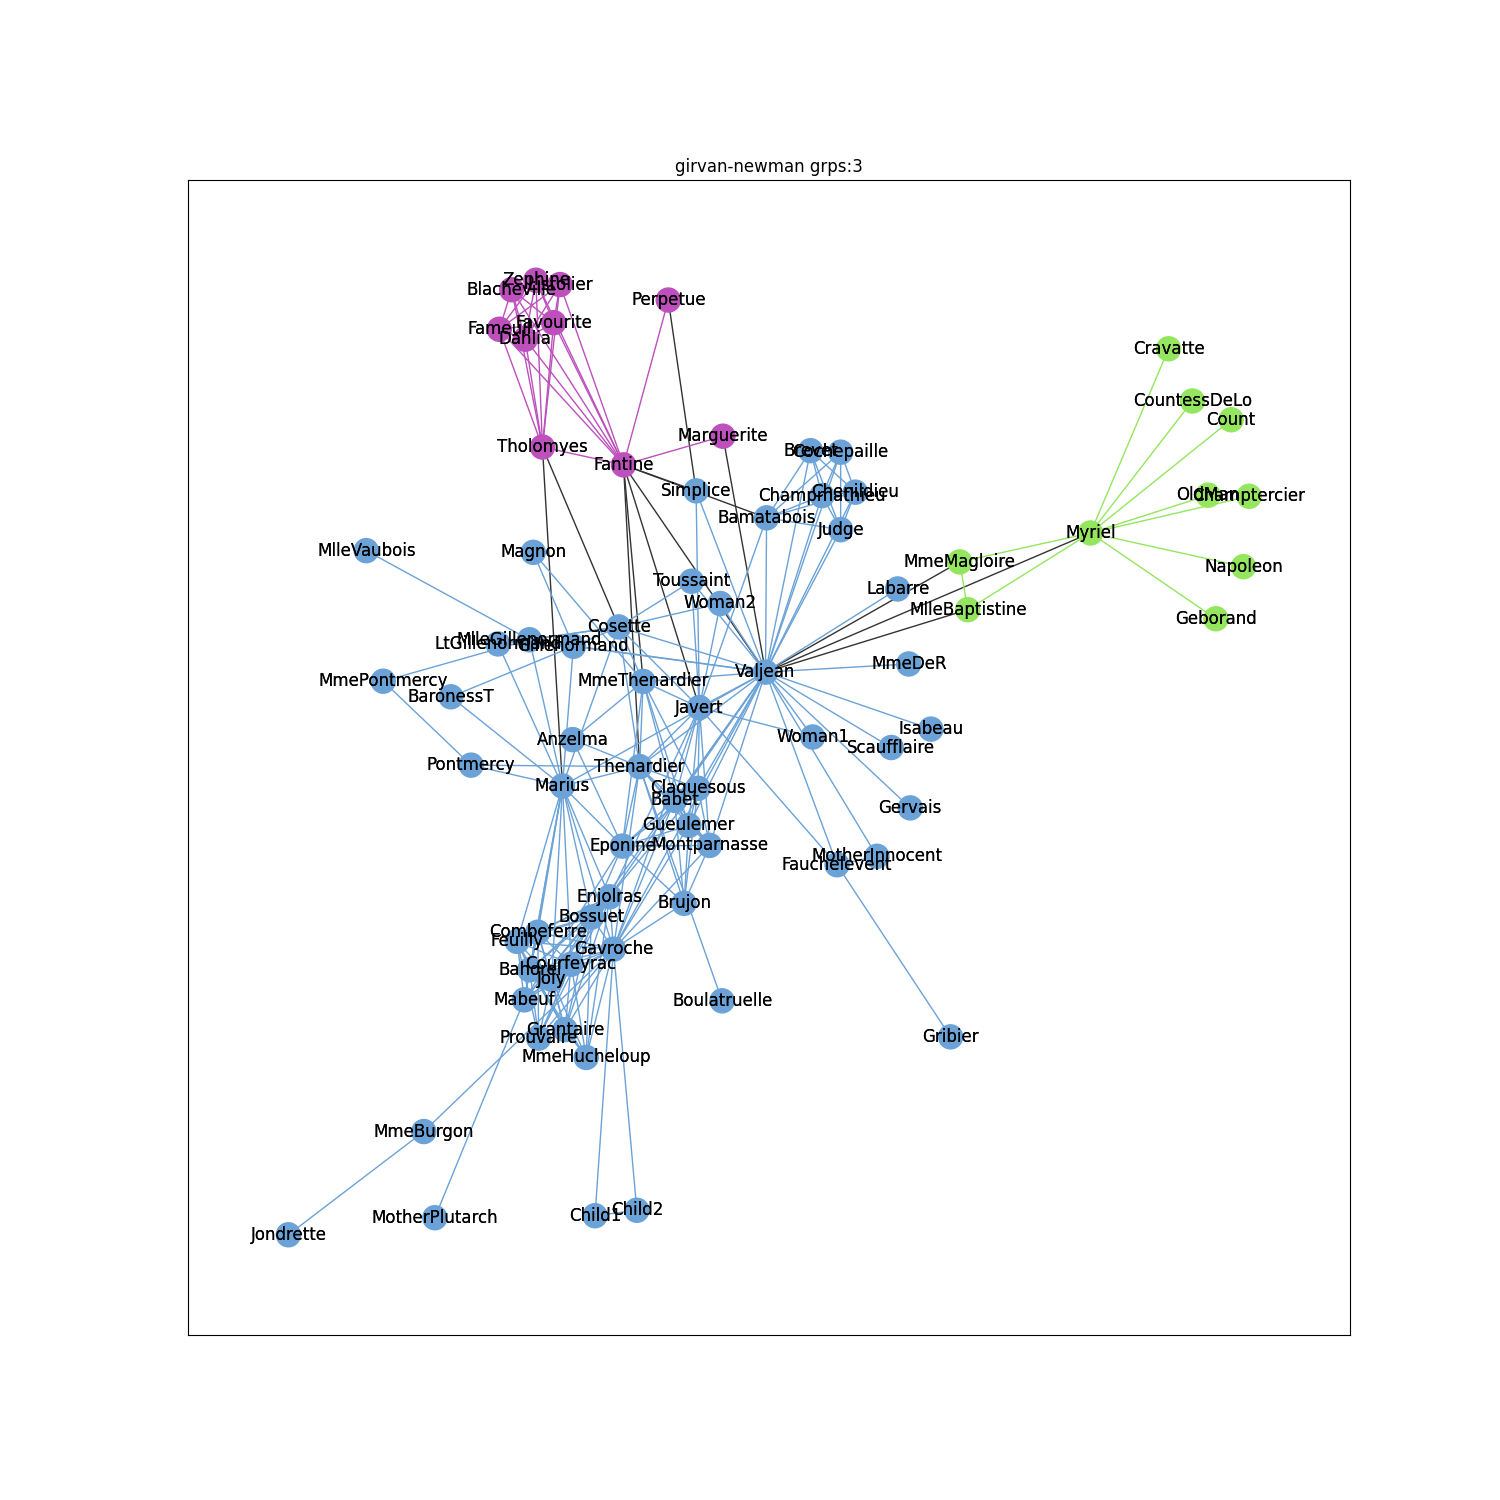 girvan-newman grps:3
Zephine
Listolier
Blacheville
Perpetue
Favourite
Fameuil
Dahlia
Cravatte
CountessDeLo
Count
Marguerite
Tholomyes
Brevet
Cochepaille
Fantine
Simplice
Chenildieu
Champmathieu
OldMan
Champtercier
Bamatabois
Judge
Myriel
MlleVaubois
Magnon
MmeMagloire
Napoleon
Toussaint
Labarre
Woman2
MlleBaptistine
Geborand
Cosette
MlleGillenormand
LtGillenormand
Gillenormand
MmeDeR
Valjean
MmePontmercy
MmeThenardier
BaronessT
Javert
Isabeau
Woman1
Anzelma
Scaufflaire
Pontmercy
Thenardier
Marius
Claquesous
Babet
Gervais
Gueulemer
Eponine
Montparnasse
MotherInnocent
Fauchelevent
Enjolras
Brujon
Bossuet
Combeferre
Feuilly
Gavroche
Courfeyrac
Bahorel
Joly
Mabeuf
Boulatruelle
Grantaire
Prouvaire
Gribier
MmeHucheloup
MmeBurgon
Child2
Child1
MotherPlutarch
Jondrette